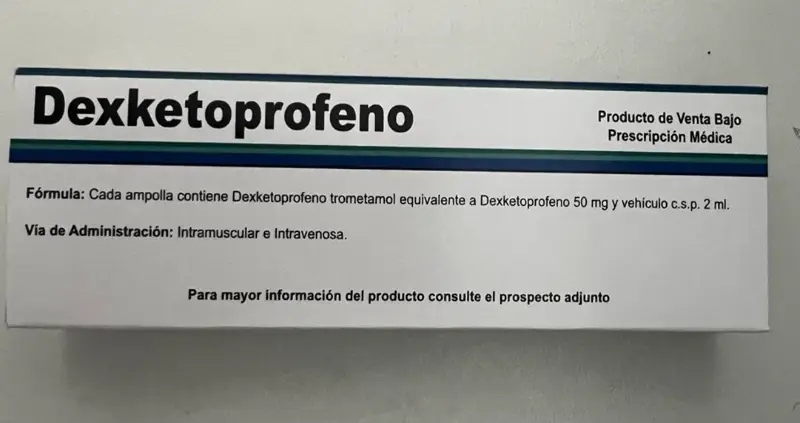 Dexketoprofeno
Producto de Venta Bajo
Prescripción Médica
Fórmula: Cada ampolla contiene Dexketoprofeno trometamol equivalente a Dexketoprofeno 50 mg y vehículo c.s.p. 2 ml.
Vía de Administración: Intramuscular e Intravenosa.
Para mayor información del producto consulte el prospecto adjunto